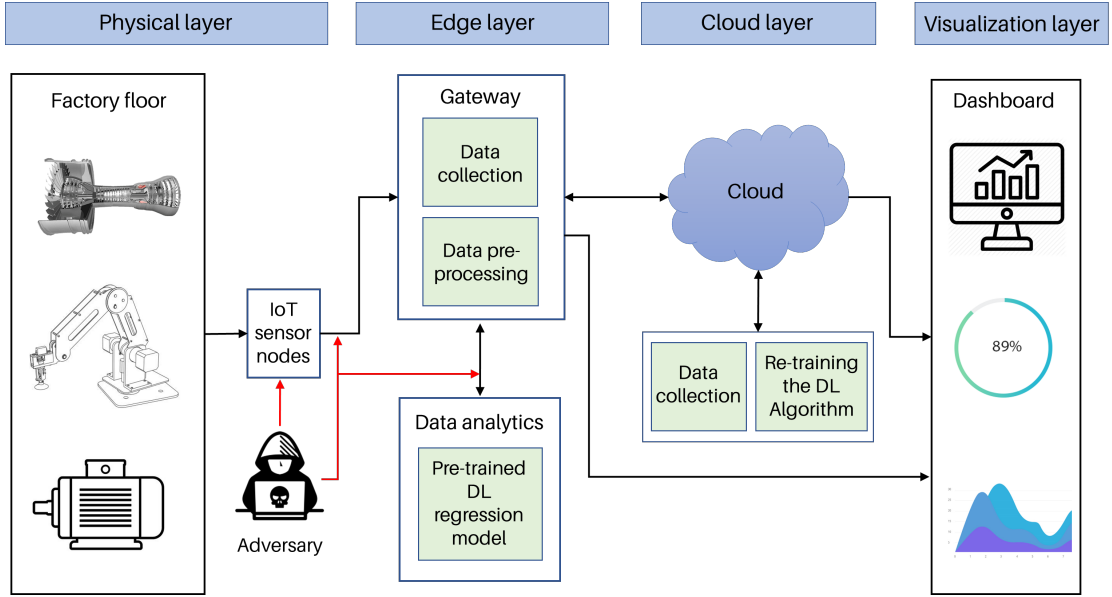 Physical layer
Edge layer
Cloud layer
Visualization layer
Factory floor
IoT
sensor
nodes
Adversary
Gateway
Data
collection
Data pre-
processing
Data analytics
Pre-trained
DL
regression
model
Cloud
Data
collection
Re-training
the DL
Algorithm
Dashboard
89%